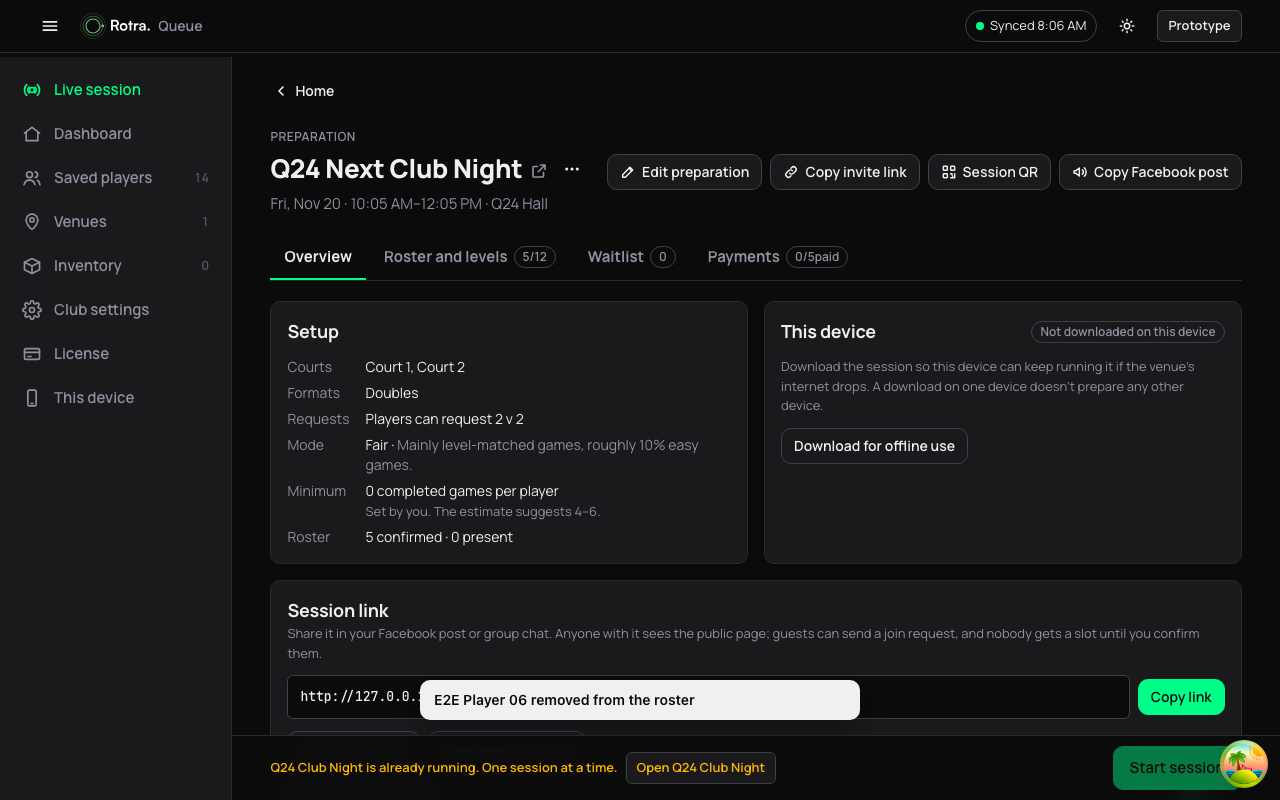 Rotra. Queue
Synced 8:06 AM
Prototype
Live session
Dashboard
Saved players 14
Venues 1
Inventory 0
Club settings
License
This device
Home
PREPARATION
Q24 Next Club Night
Edit preparation
Copy invite link
Session QR
Copy Facebook post
Fri, Nov 20 · 10:05 AM–12:05 PM · Q24 Hall
Overview
Roster and levels 5/12
Waitlist 0
Payments 0/5paid
Setup
Courts Court 1, Court 2
Formats Doubles
Requests Players can request 2 v 2
Mode Fair · Mainly level-matched games, roughly 10% easy
games.
Minimum 0 completed games per player
Set by you. The estimate suggests 4–6.
Roster 5 confirmed · 0 present
This device
Not downloaded on this device
Download the session so this device can keep running it if the venue's
internet drops. A download on one device doesn't prepare any other
device.
Download for offline use
Session link
Share it in your Facebook post or group chat. Anyone with it sees the public page; guests can send a join request, and nobody gets a slot until you confirm
them.
http://127.0.0.
E2E Player 06 removed from the roster
Copy link
Q24 Club Night is already running. One session at a time.
Open Q24 Club Night
Start session